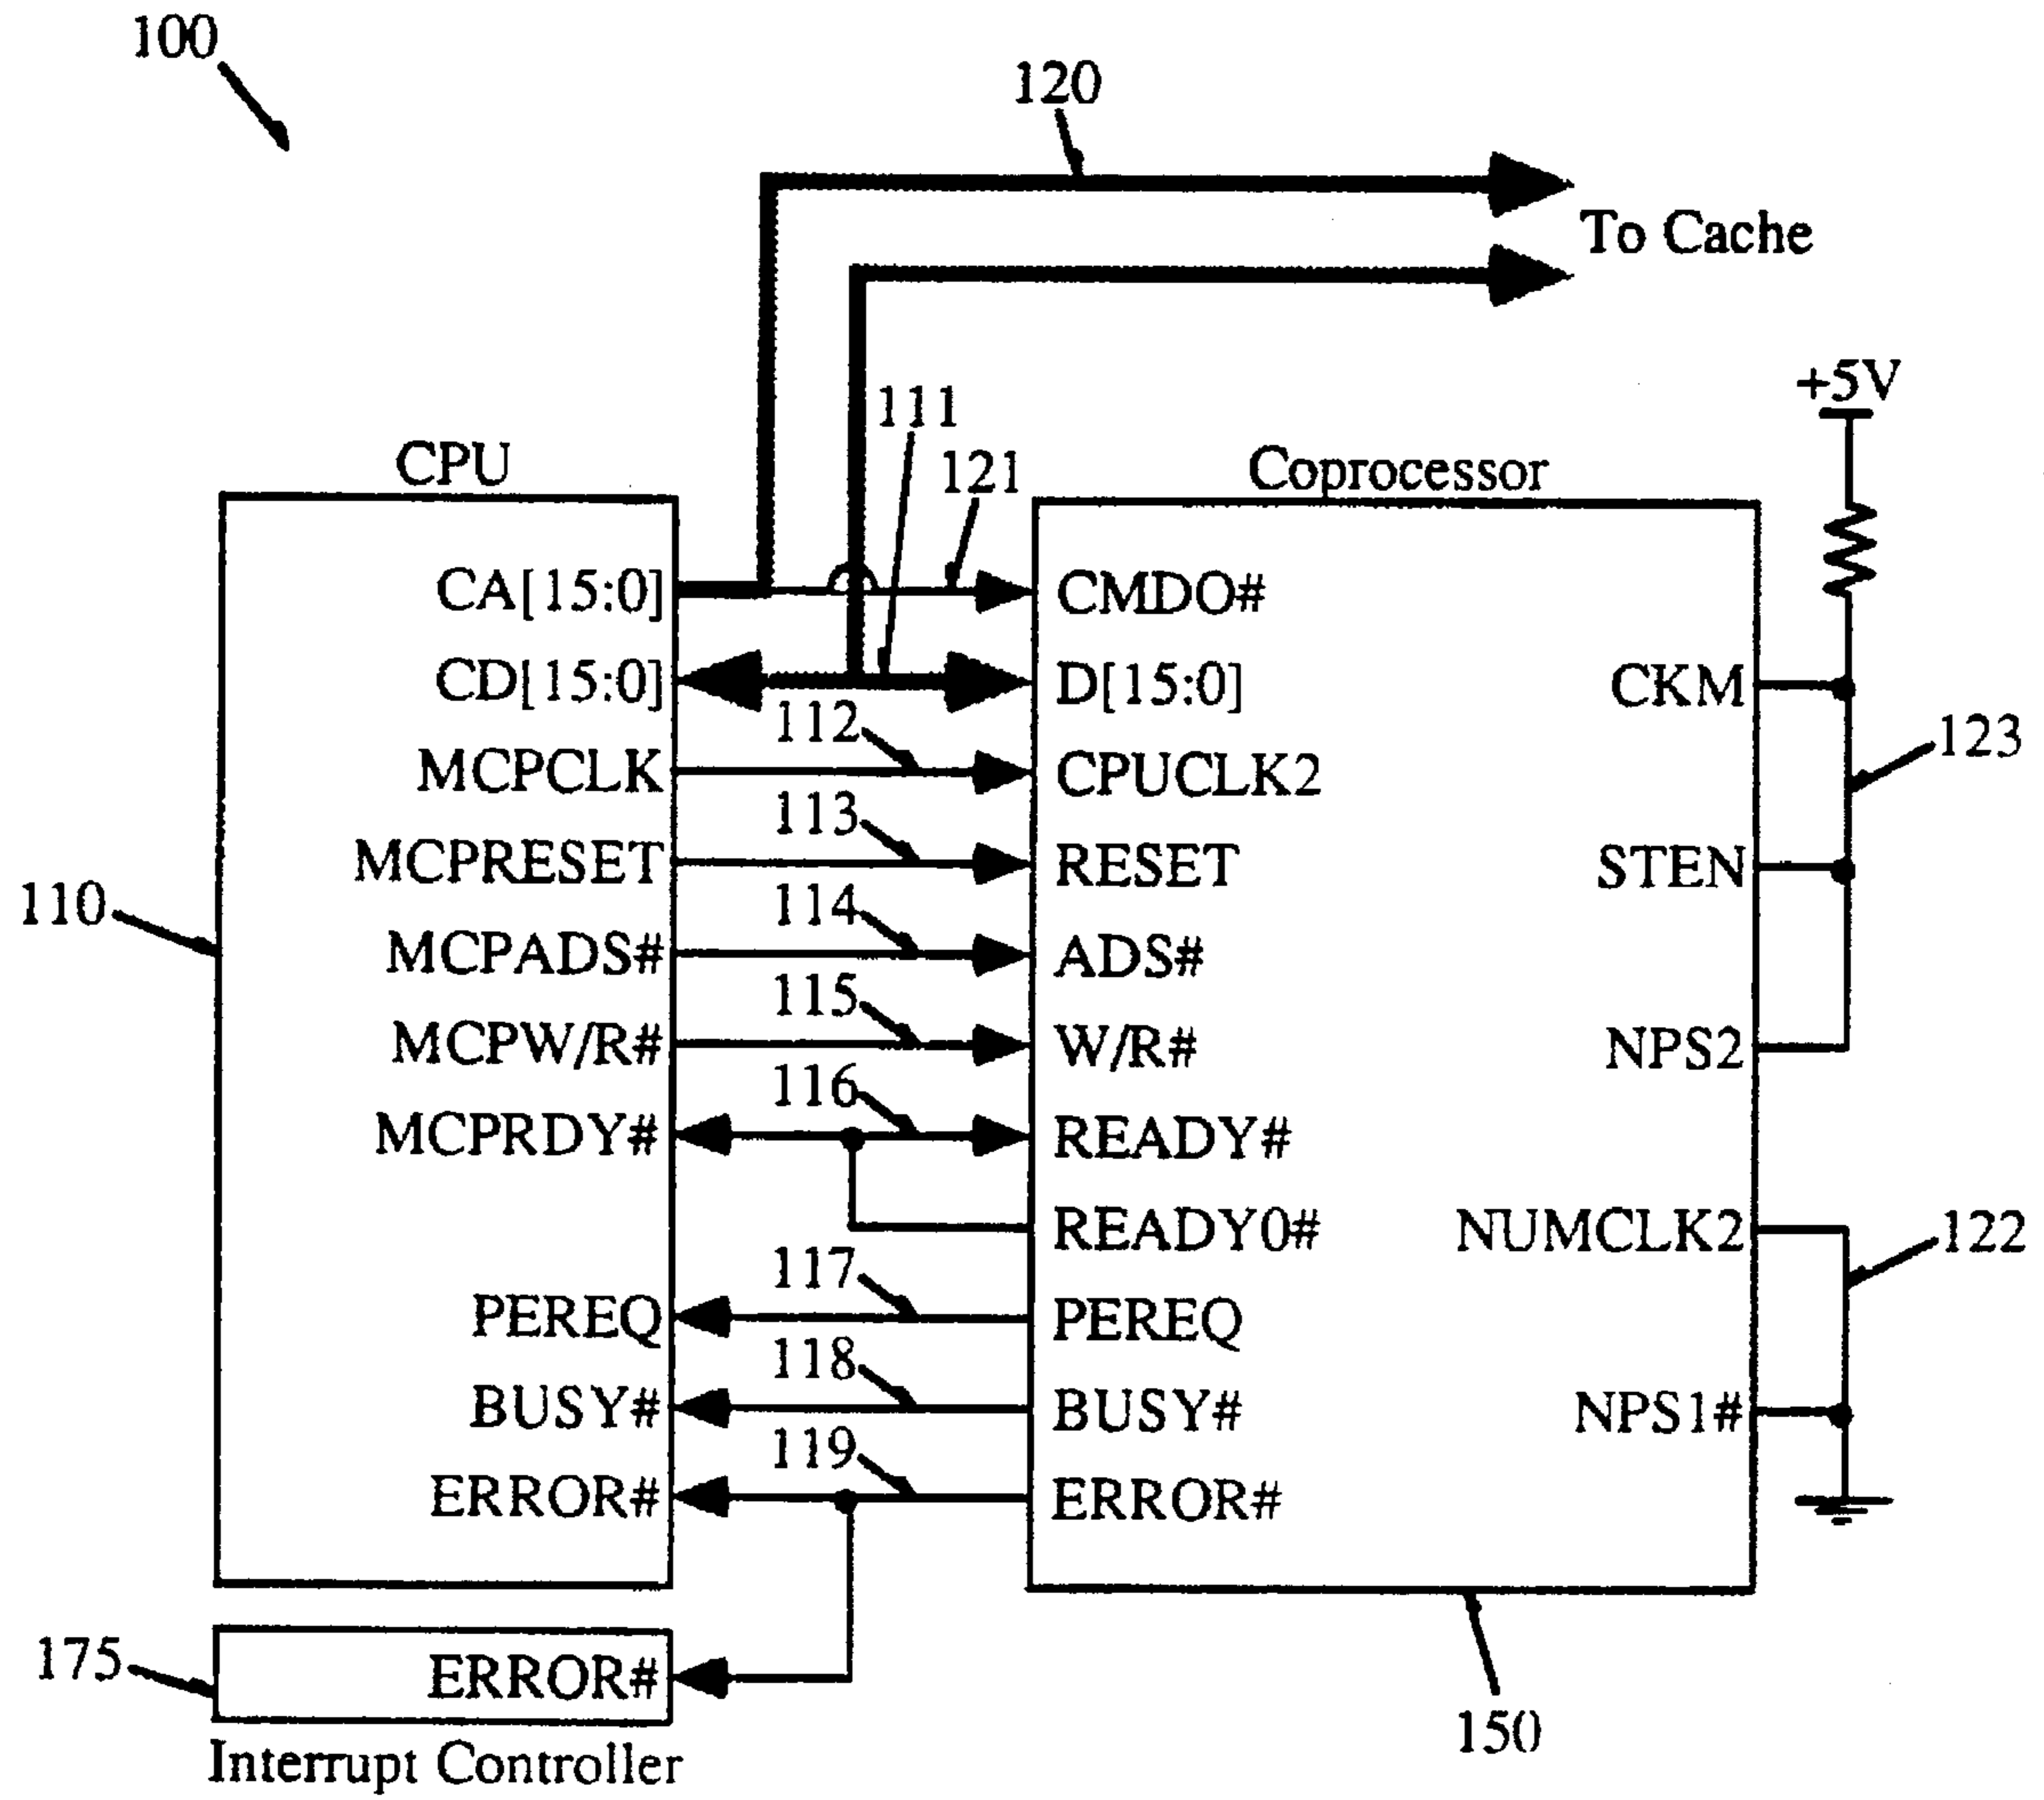 100
120
To Cache
+5V
111
CPU
121
Coprocessor
CA[15:0]
CMDO#
CD[15:0]
D[15:0]
CKM
112
123
MCPCLK
CPUCLK2
113
MCPRESET
RESET
STEN
110
114
MCPADS#
ADS#
115
MCPW/R#
W/R#
NPS2
116
MCPRDY#
READY#
READY0#
NUMCLK2
122
117
PEREQ
PEREQ
118
BUSY#
BUSY#
NPS1#
119
ERROR#
ERROR#
175
ERROR#
150
Interrupt Controller